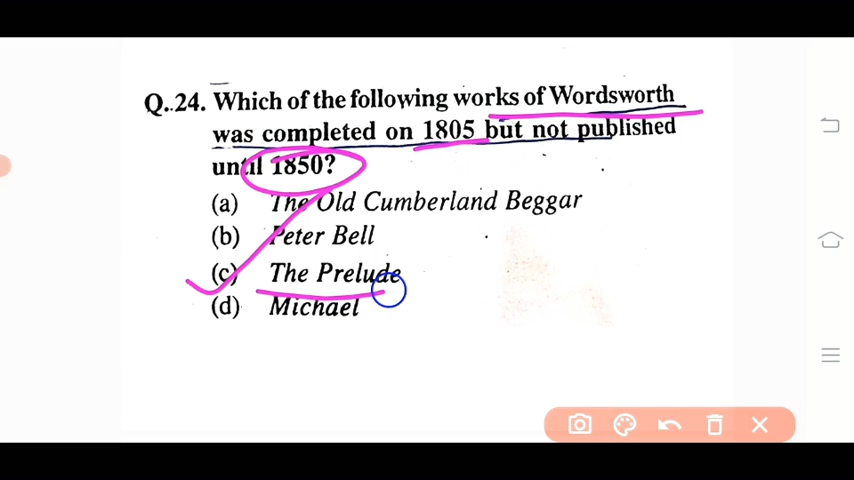 Q..24. Which of the following works of Wordsworth
was completed on 1805 but not published
until 1850?
(a) The Old Cumberland Beggar
(b) Peter Bell
(c) The Prelude
(d) Michael